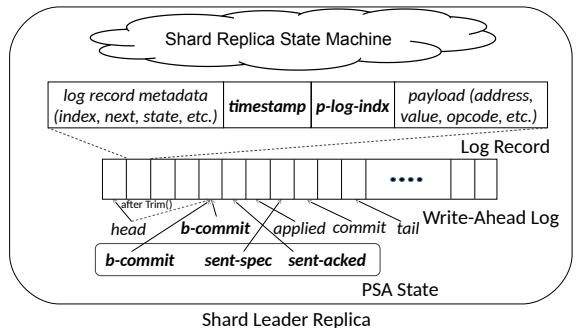 Shard Replica State Machine
log record metadata
(index, next, state, etc.)
timestamp
p-log-indx
payload (address,
value, opcode, etc.)
Log Record
after Trim()
head
b-commit
applied
commit
tail
Write-Ahead Log
b-commit
sent-spec
sent-acked
PSA State
Shard Leader Replica